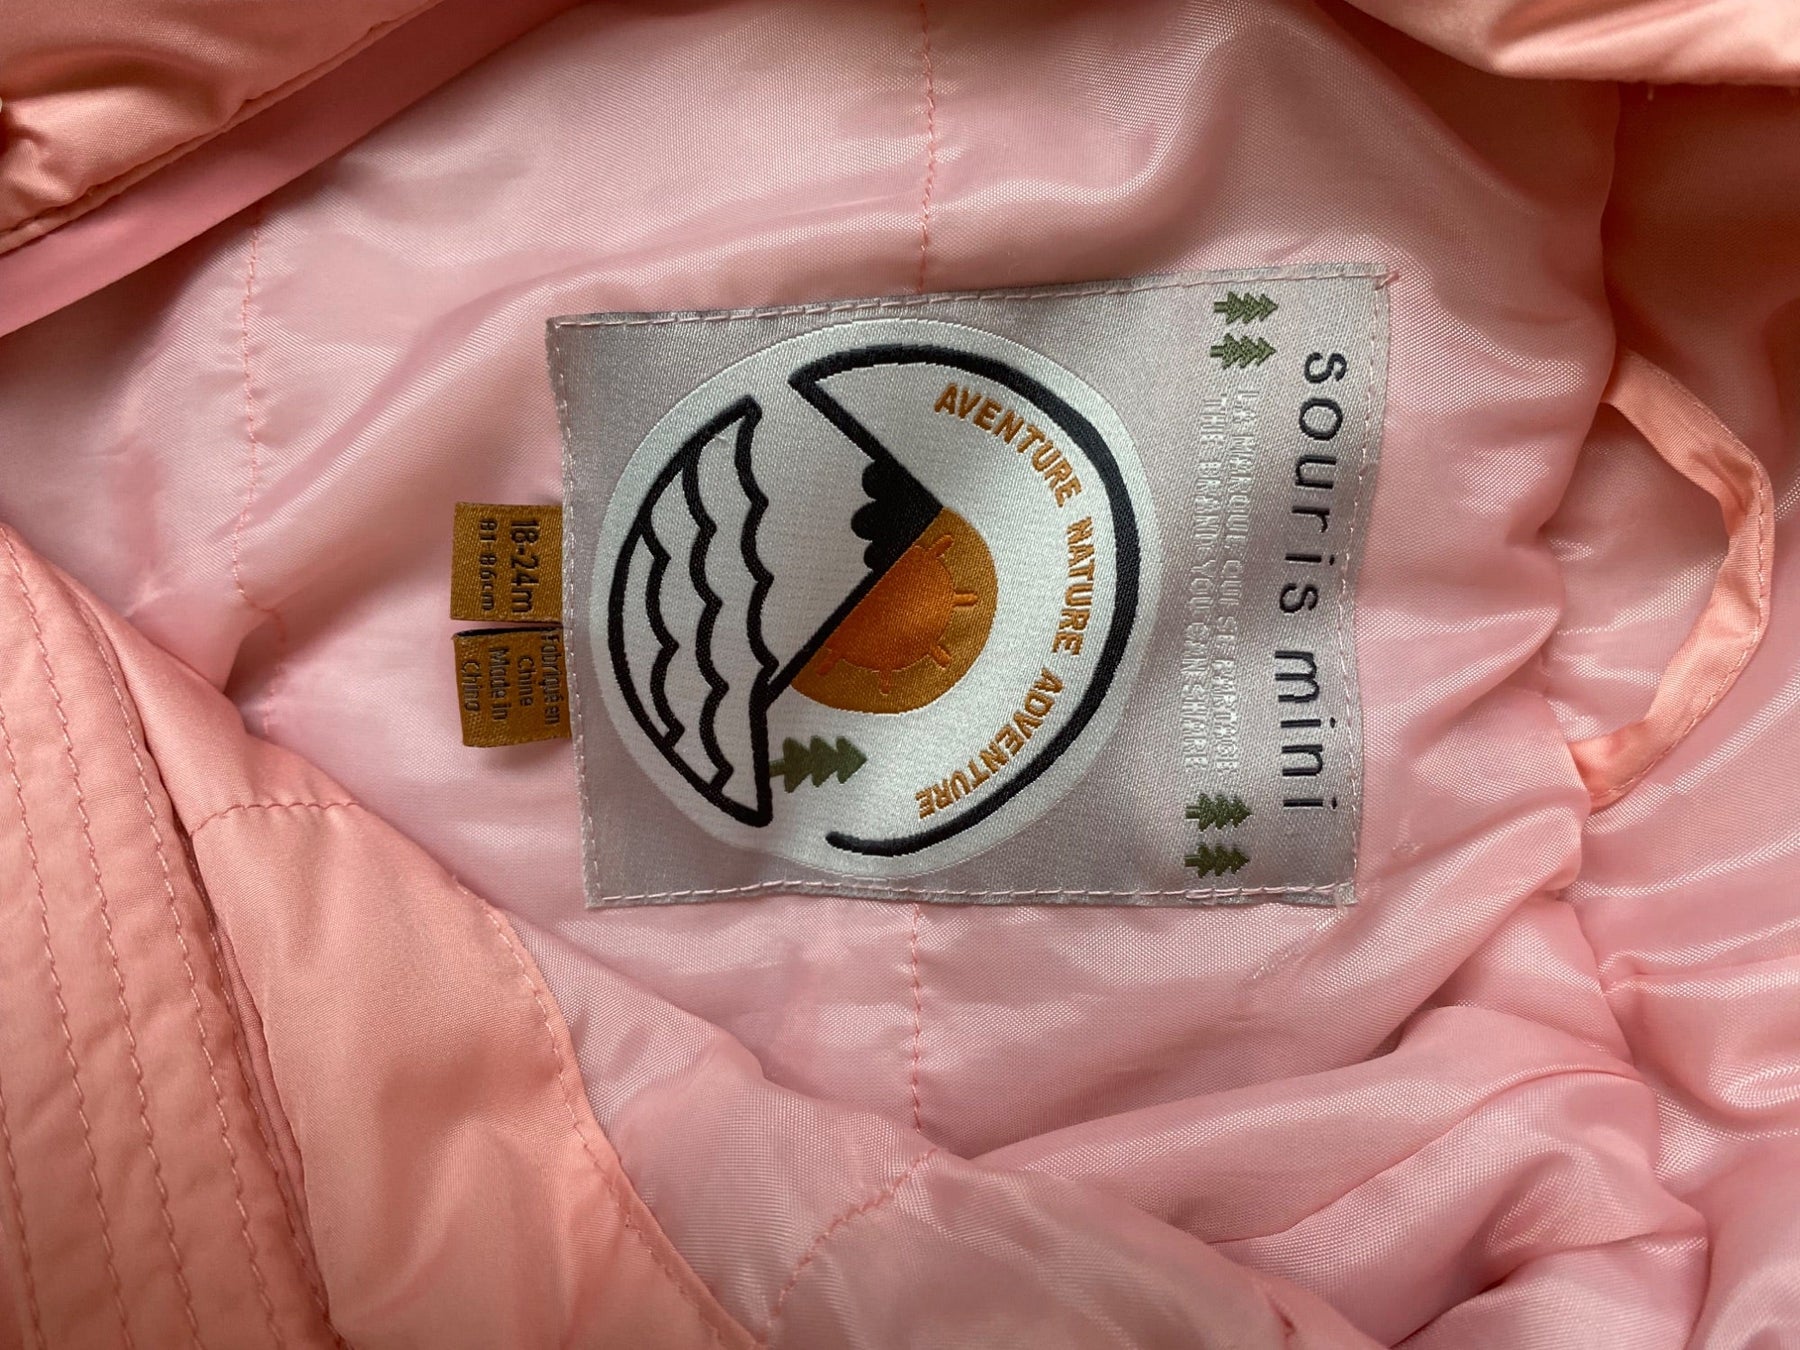 souris mini
LA MARQUE QUI SE PARTAGE
THE BRAND YOU CAN SHARE
AVENTURE NATURE ADVENTURE
18-24m
81-86cm
Fabriqué en
Chine
Made in
China